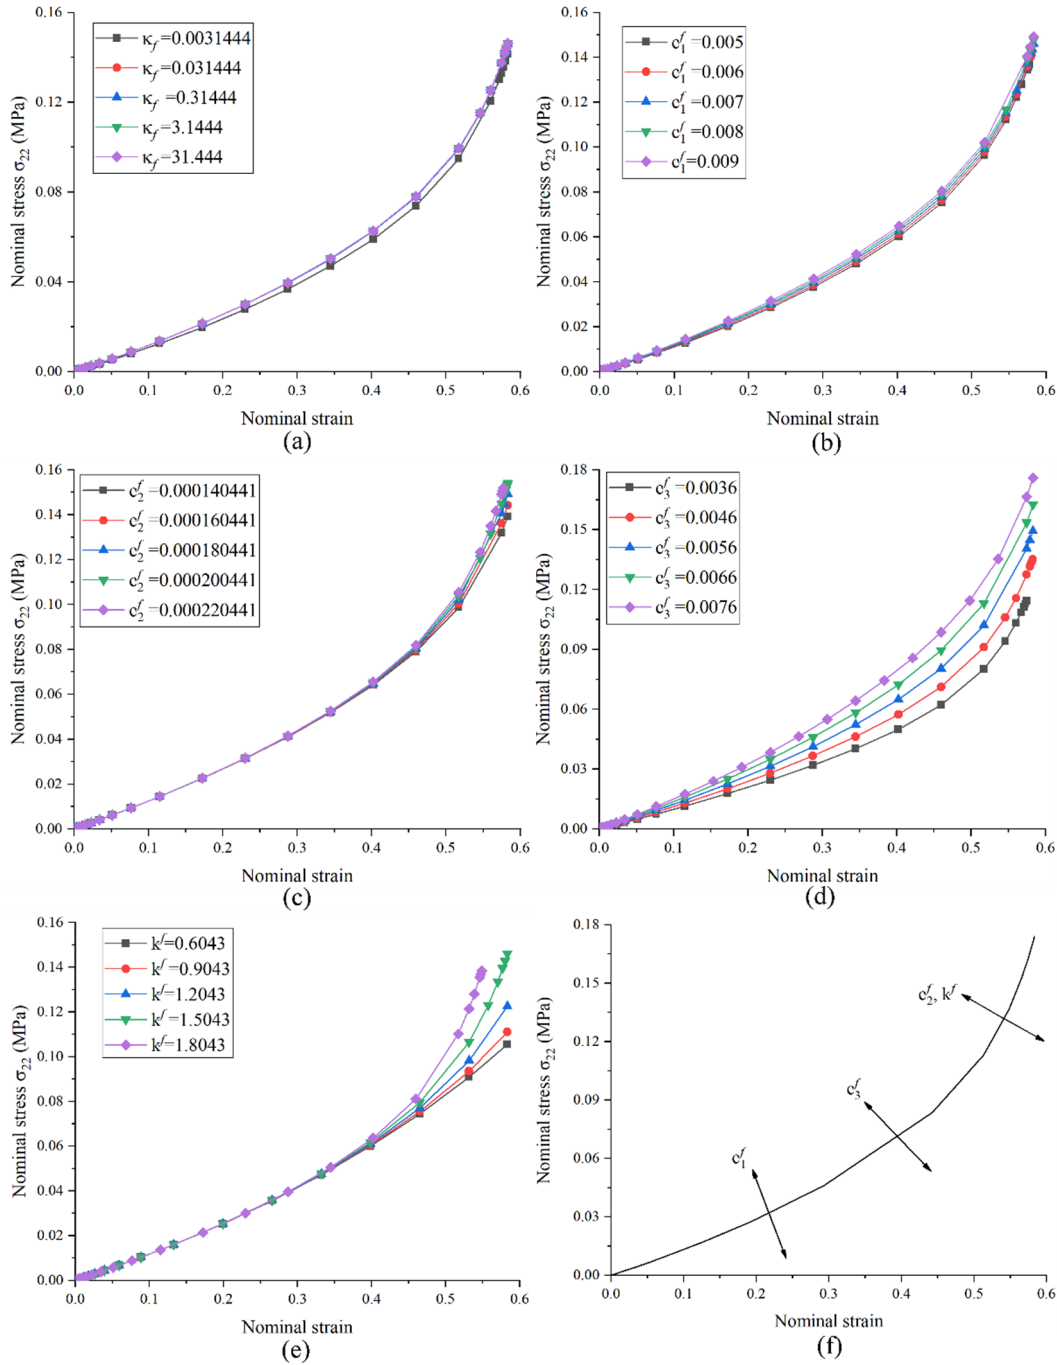 0.16
0.12
0.08
0.04
0.00
Nominal stress σ22 (MPa)
κf =0.0031444
κf =0.031444
κf =0.31444
κf =3.1444
κf =31.444
0.0 0.1 0.2 0.3 0.4 0.5 0.6
Nominal strain
(a)
0.16
0.14
0.12
0.10
0.08
0.06
0.04
0.02
0.00
Nominal stress σ22 (MPa)
c1f =0.005
c1f =0.006
c1f =0.007
c1f =0.008
c1f=0.009
0.0 0.1 0.2 0.3 0.4 0.5 0.6
Nominal strain
(b)
0.16
0.14
0.12
0.10
0.08
0.06
0.04
0.02
0.00
Nominal stress σ22 (MPa)
c2f =0.000140441
c2f =0.000160441
c2f =0.000180441
c2f =0.000200441
c2f =0.000220441
0.0 0.1 0.2 0.3 0.4 0.5 0.6
Nominal strain
(c)
0.18
0.15
0.12
0.09
0.06
0.03
0.00
Nominal stress σ22 (MPa)
c3f =0.0036
c3f =0.0046
c3f =0.0056
c3f =0.0066
c3f =0.0076
0.0 0.1 0.2 0.3 0.4 0.5 0.6
Nominal strain
(d)
0.16
0.14
0.12
0.10
0.08
0.06
0.04
0.02
0.00
Nominal stress σ22 (MPa)
kf=0.6043
kf =0.9043
kf =1.2043
kf =1.5043
kf=1.8043
0.0 0.1 0.2 0.3 0.4 0.5 0.6
Nominal strain
(e)
0.18
0.15
0.12
0.09
0.06
0.03
0.00
Nominal stress σ22 (MPa)
c2f, kf
c3f
c1f
0.0 0.1 0.2 0.3 0.4 0.5 0.6
Nominal strain
(f)